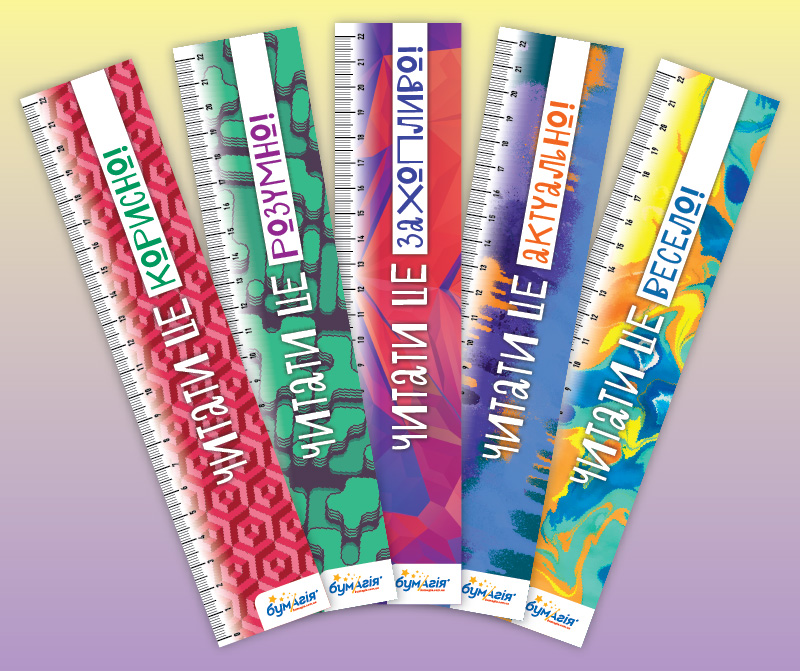 ЧИТАТИ ЦЕ КОРИСНО!
бумагія
ЧИТАТИ ЦЕ РОЗУМНО!
бумагія
ЧИТАТИ ЦЕ ЗАХОПЛИВО!
бумагія
ЧИТАТИ ЦЕ АКТУАЛЬНО!
бумагія
ЧИТАТИ ЦЕ ВЕСЕЛО!
бумагія